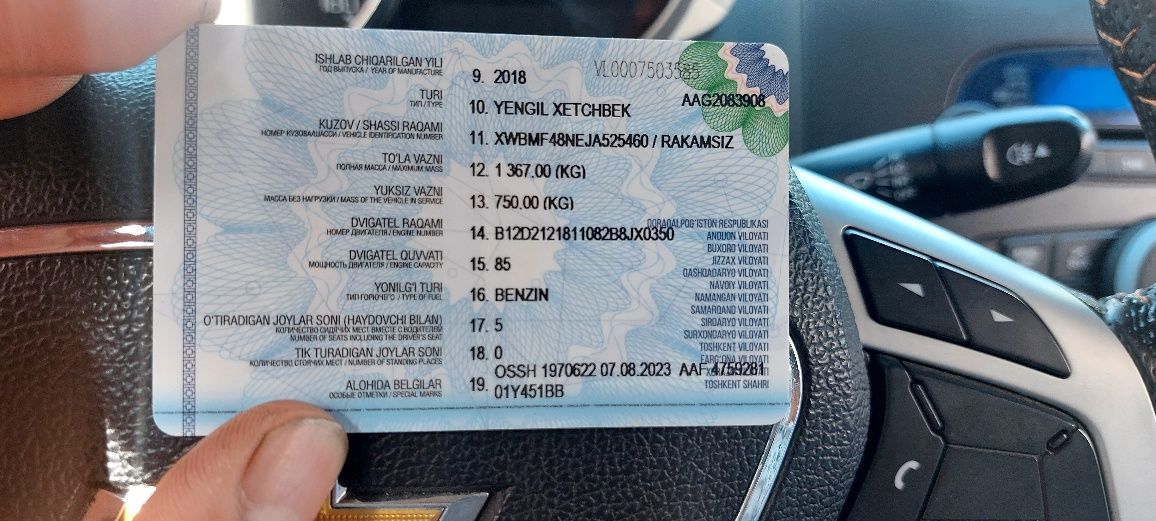 ISHLAB CHIQARILGAN YILI
ГОД ВЫПУСКА / YEAR OF MANUFACTURE
9. 2018
VL0007503585
TURI
ТИП / TYPE
10. YENGIL XETCHBEK
AAG2083908
KUZOV / SHASSI RAQAMI
НОМЕР КУЗОВА/ШАССИ / VEHICLE IDENTIFICATION NUMBER
11. XWBMF48NEJA525460 / RAKAMSIZ
TO'LA VAZNI
ПОЛНАЯ МАССА / MAXIMUM MASS
12. 1 367.00 (KG)
YUKSIZ VAZNI
МАССА БЕЗ НАГРУЗКИ / MASS OF THE VEHICLE IN SERVICE
13. 750.00 (KG)
DVIGATEL RAQAMI
НОМЕР ДВИГАТЕЛЯ / ENGINE NUMBER
14. B12D2121811082B8JX0350
DVIGATEL QUVVATI
МОЩНОСТЬ ДВИГАТЕЛЯ / ENGINE CAPACITY
15. 85
YONILG'I TURI
ТИП ГОРЮЧЕГО / TYPE OF FUEL
16. BENZIN
O'TIRADIGAN JOYLAR SONI (HAYDOVCHI BILAN)
КОЛИЧЕСТВО СИДЯЧИХ МЕСТ ВМЕСТЕ С ВОДИТЕЛЕМ
NUMBER OF SEATS INCLUDING THE DRIVER'S SEAT
17. 5
TIK TURADIGAN JOYLAR SONI
КОЛИЧЕСТВО СТОЯЧИХ МЕСТ / NUMBER OF STANDING PLACES
18. 0
ALOHIDA BELGILAR
ОСОБЫЕ ОТМЕТКИ / SPECIAL MARKS
19. OSSH 1970622 07.08.2023 AAF 4759281
01Y451BB
QORAQALPOG'ISTON RESPUBLIKASI
ANDIJON VILOYATI
BUXORO VILOYATI
JIZZAX VILOYATI
QASHQADARYO VILOYATI
NAVOIY VILOYATI
NAMANGAN VILOYATI
SAMARQAND VILOYATI
SIRDARYO VILOYATI
SURXONDARYO VILOYATI
TOSHKENT VILOYATI
FARG'ONA VILOYATI
TOSHKENT SHAHRI